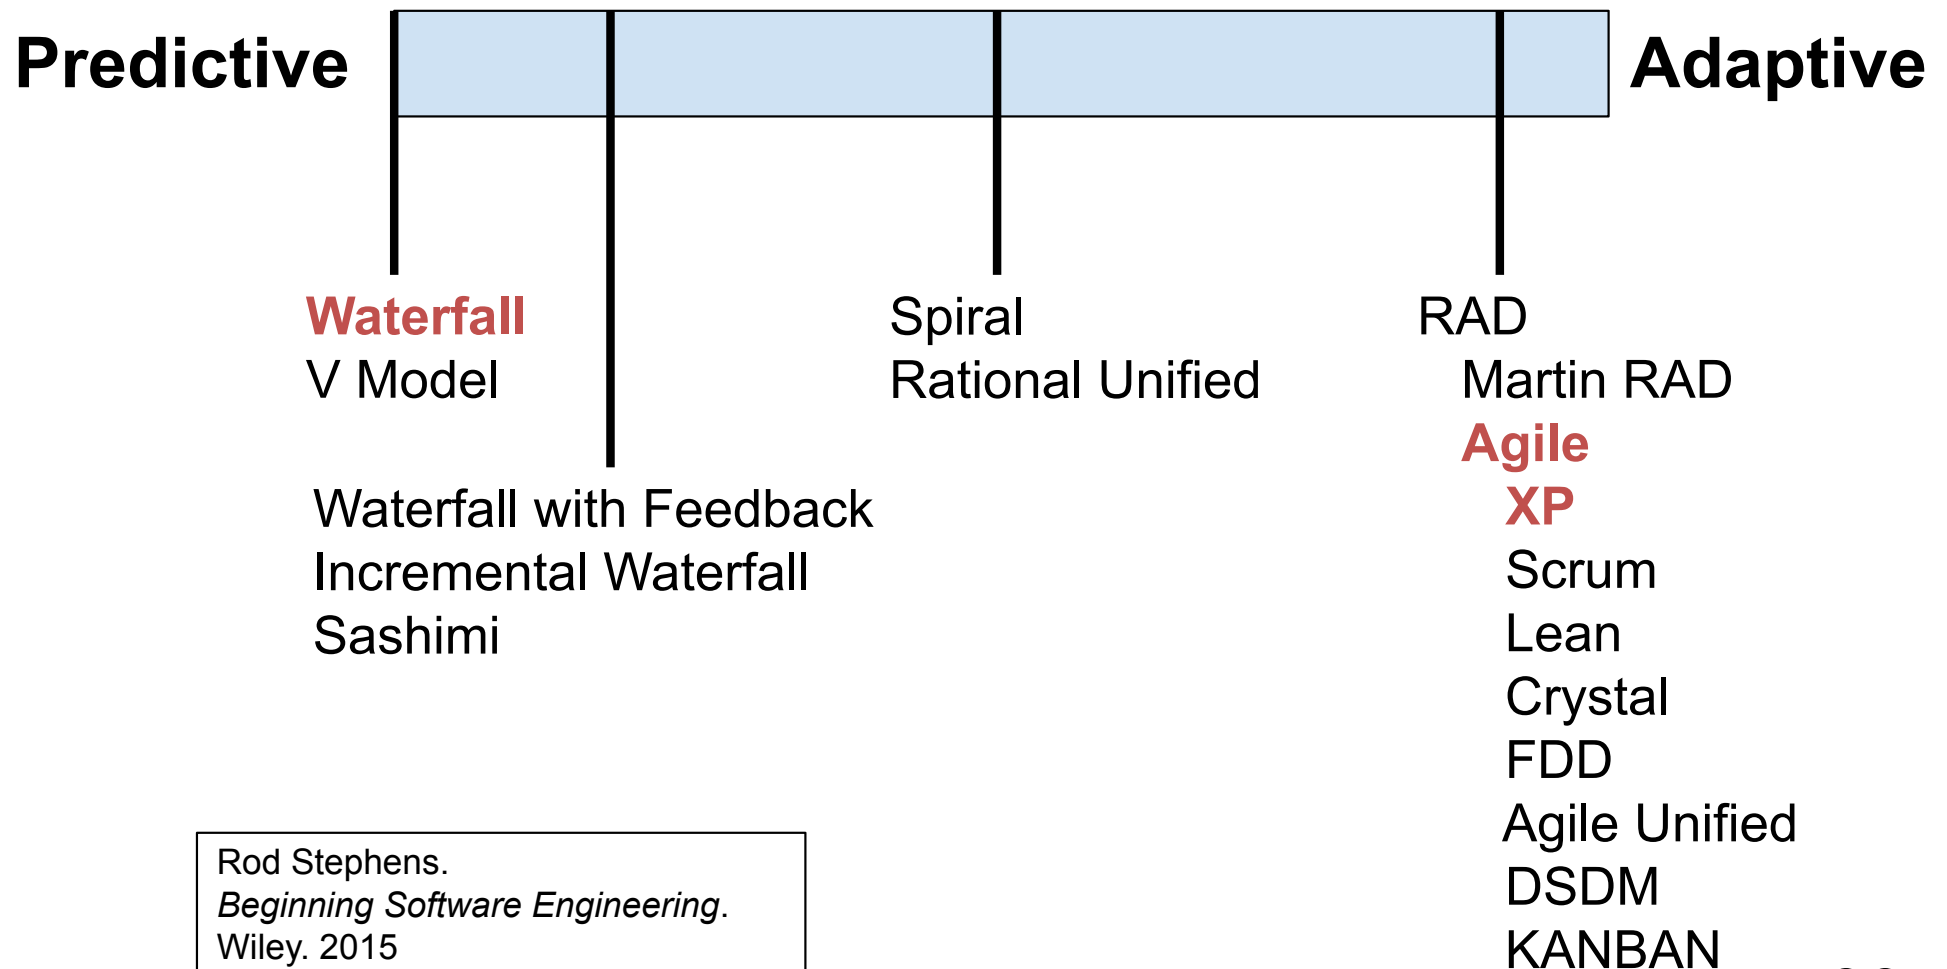 Predictive
Adaptive
Waterfall
V Model
Waterfall with Feedback
Incremental Waterfall
Sashimi
Spiral
Rational Unified
RAD
Martin RAD
Agile
XP
Scrum
Lean
Crystal
FDD
Agile Unified
DSDM
KANBAN
Rod Stephens.
Beginning Software Engineering.
Wiley. 2015